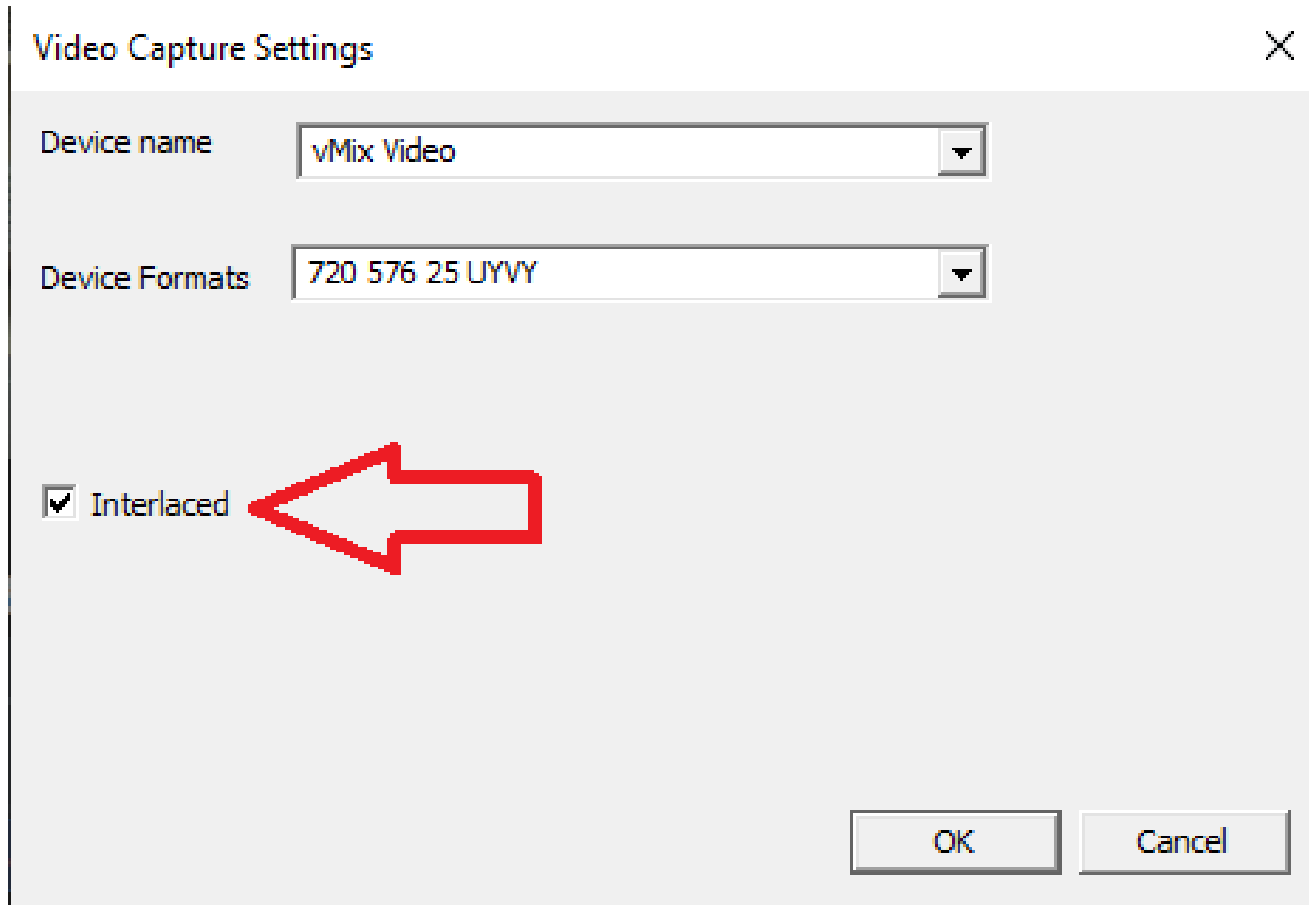 Video Capture Settings
Device name
vMix Video
Device Formats
720 576 25 UYVY
Interlaced
OK
Cancel